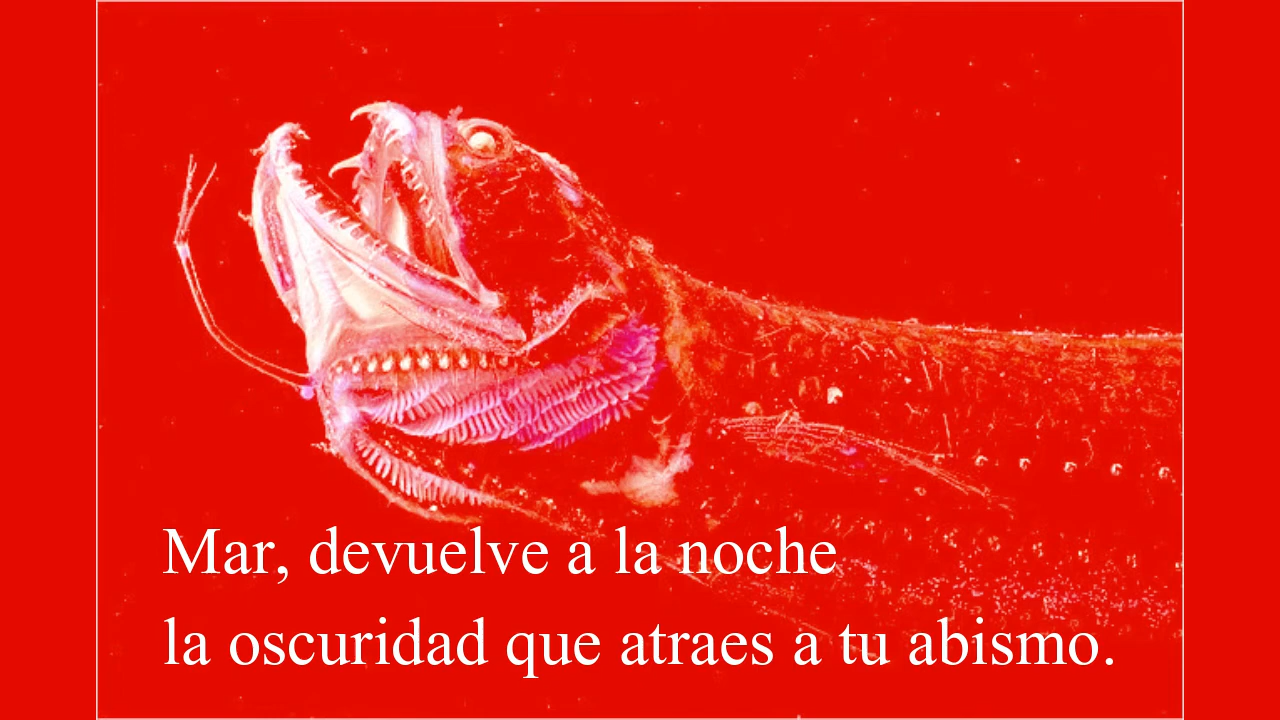 Mar, devuelve a la noche
la oscuridad que atraes a tu abismo.